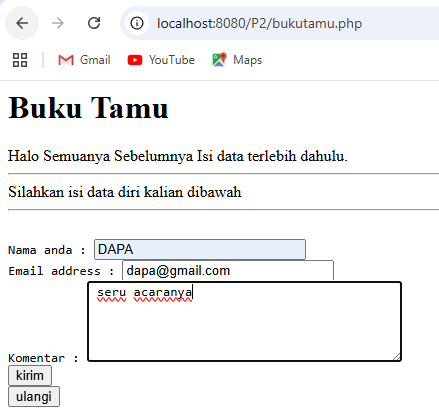 localhost:8080/P2/bukutamu.php
Gmail YouTube Maps
Buku Tamu
Halo Semuanya Sebelumnya Isi data terlebih dahulu.
Silahkan isi data diri kalian dibawah
Nama anda : DAPA
Email address : dapa@gmail.com
seru acaranya
Komentar :
kirim
ulangi